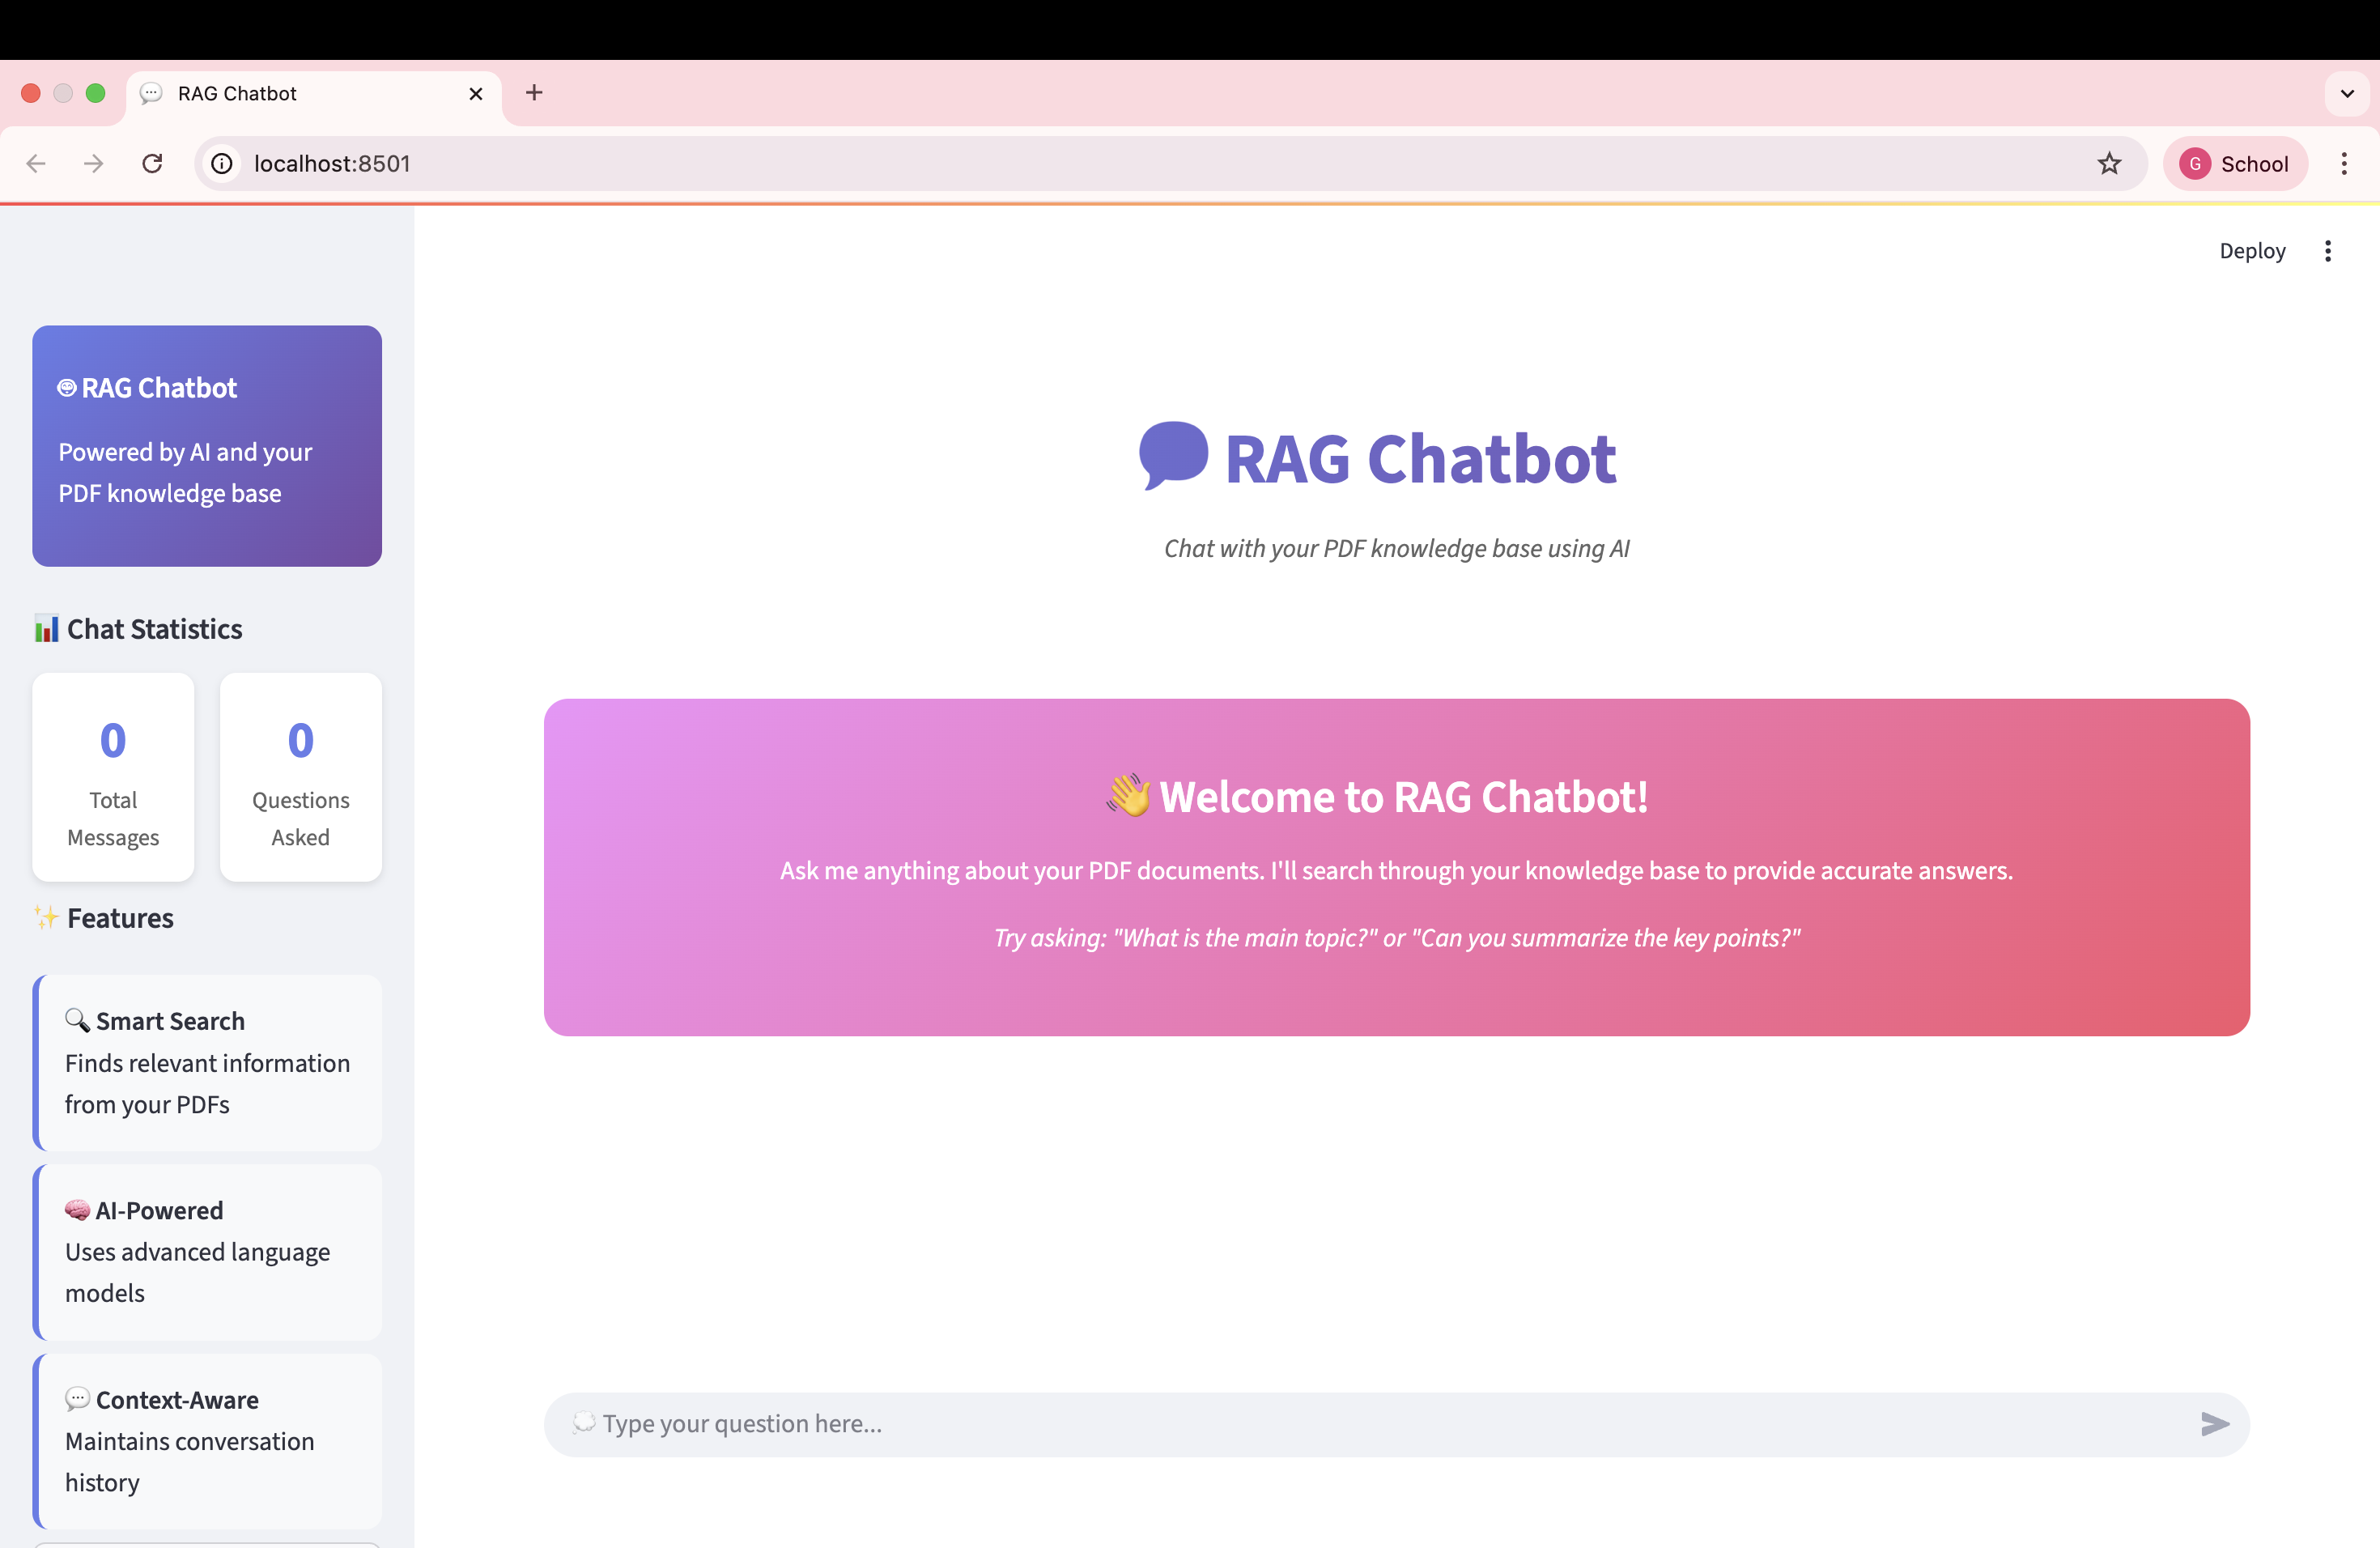 RAG Chatbot
localhost:8501
G School
Deploy
RAG Chatbot
Powered by AI and your
PDF knowledge base
📊 Chat Statistics
0
Total
Messages
0
Questions
Asked
✨ Features
🔍 Smart Search
Finds relevant information
from your PDFs
🧠 AI-Powered
Uses advanced language
models
💬 Context-Aware
Maintains conversation
history
RAG Chatbot
Chat with your PDF knowledge base using AI
👋 Welcome to RAG Chatbot!
Ask me anything about your PDF documents. I'll search through your knowledge base to provide accurate answers.
Try asking: "What is the main topic?" or "Can you summarize the key points?"
💭 Type your question here...